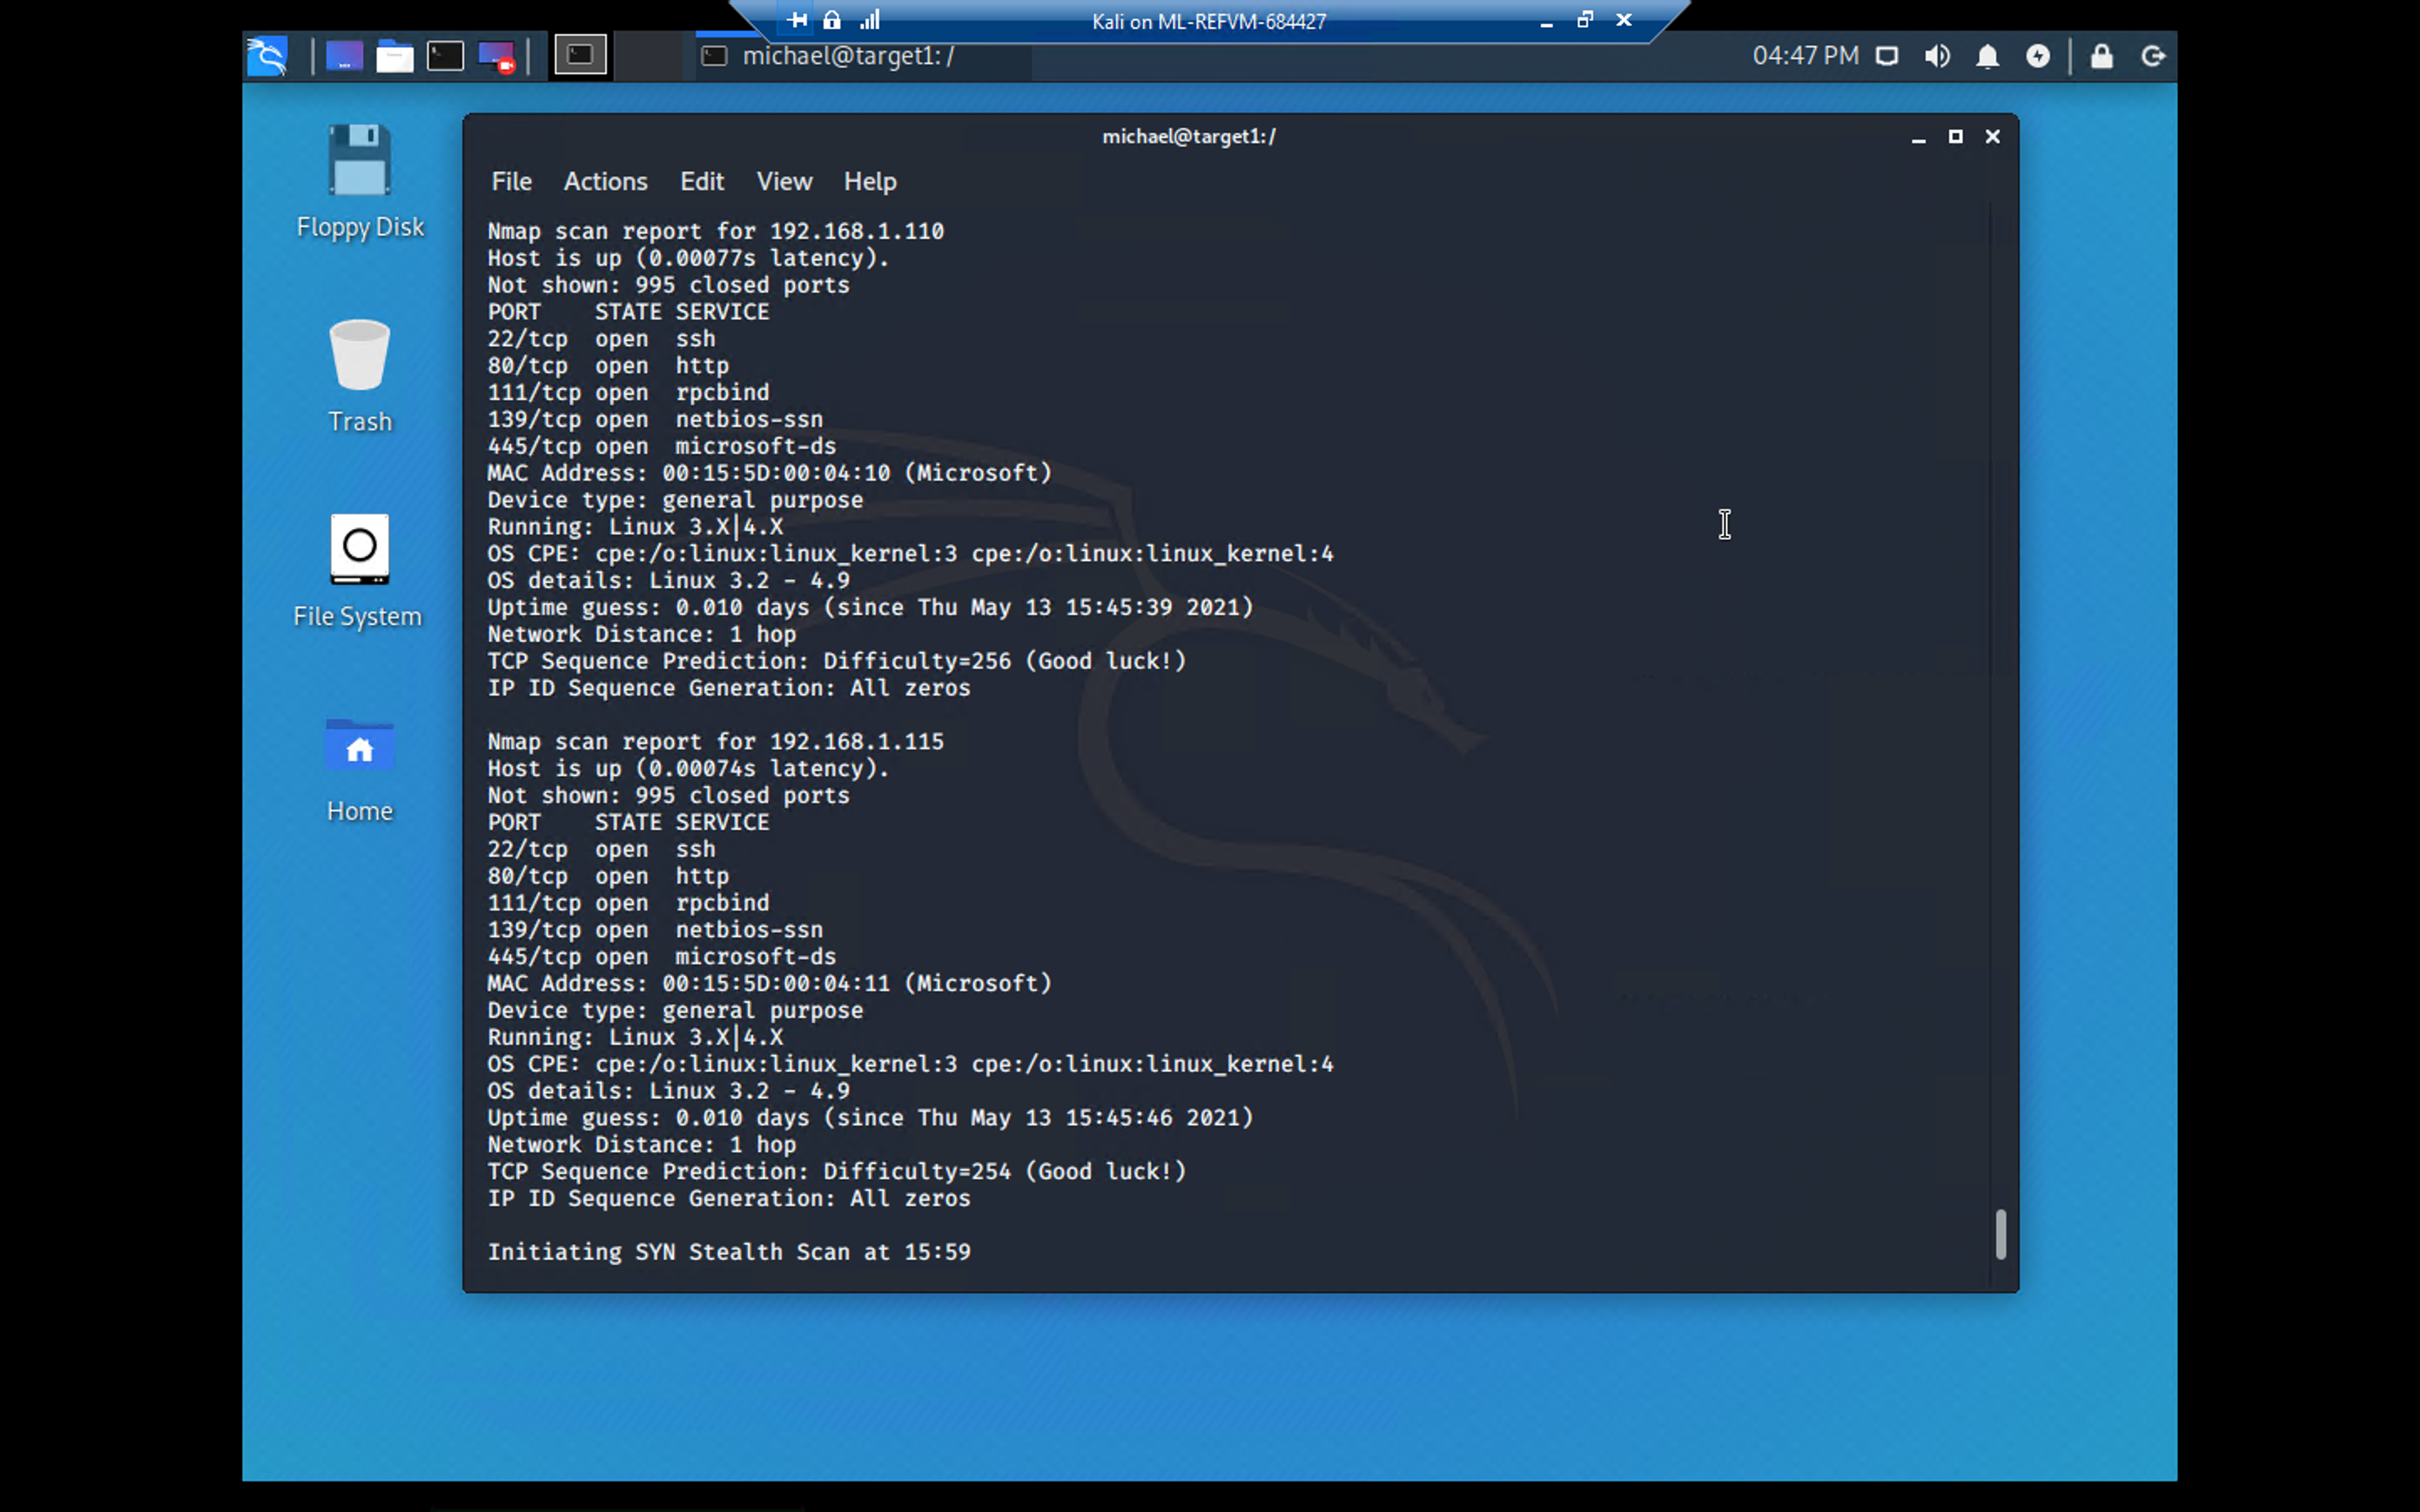 Kali on ML-REFVM-684427
michael@target1: /
04:47 PM
Floppy Disk
Trash
File System
Home
michael@target1:/
File Actions Edit View Help
Nmap scan report for 192.168.1.110
Host is up (0.00077s latency).
Not shown: 995 closed ports
PORT    STATE SERVICE
22/tcp  open  ssh
80/tcp  open  http
111/tcp open  rpcbind
139/tcp open  netbios-ssn
445/tcp open  microsoft-ds
MAC Address: 00:15:5D:00:04:10 (Microsoft)
Device type: general purpose
Running: Linux 3.X|4.X
OS CPE: cpe:/o:linux:linux_kernel:3 cpe:/o:linux:linux_kernel:4
OS details: Linux 3.2 - 4.9
Uptime guess: 0.010 days (since Thu May 13 15:45:39 2021)
Network Distance: 1 hop
TCP Sequence Prediction: Difficulty=256 (Good luck!)
IP ID Sequence Generation: All zeros
Nmap scan report for 192.168.1.115
Host is up (0.00074s latency).
Not shown: 995 closed ports
PORT    STATE SERVICE
22/tcp  open  ssh
80/tcp  open  http
111/tcp open  rpcbind
139/tcp open  netbios-ssn
445/tcp open  microsoft-ds
MAC Address: 00:15:5D:00:04:11 (Microsoft)
Device type: general purpose
Running: Linux 3.X|4.X
OS CPE: cpe:/o:linux:linux_kernel:3 cpe:/o:linux:linux_kernel:4
OS details: Linux 3.2 - 4.9
Uptime guess: 0.010 days (since Thu May 13 15:45:46 2021)
Network Distance: 1 hop
TCP Sequence Prediction: Difficulty=254 (Good luck!)
IP ID Sequence Generation: All zeros
Initiating SYN Stealth Scan at 15:59